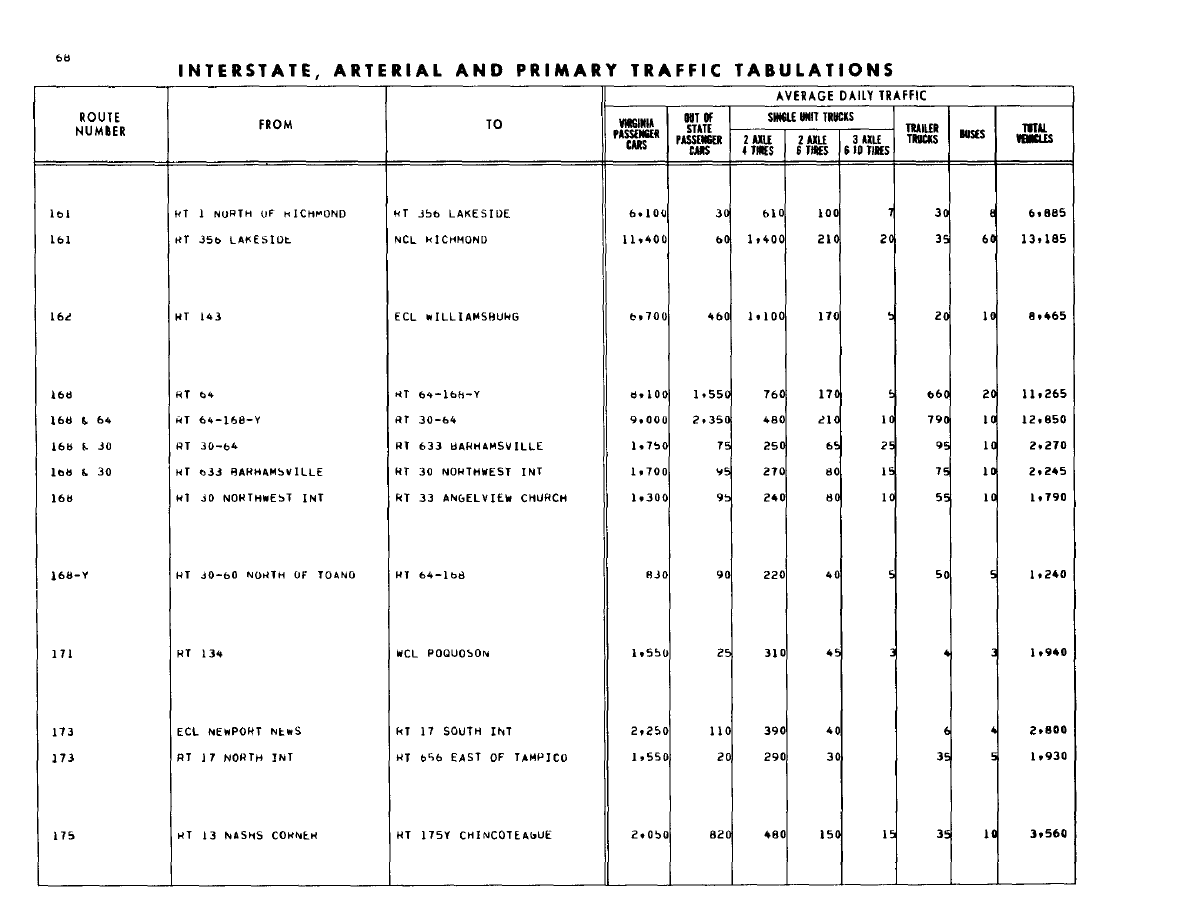 68
INTERSTATE, ARTERIAL AND PRIMARY TRAFFIC TABULATIONS
AVERAGE DAILY TRAFFIC
ROUTE NUMBER FROM TO VIRGINIA PASSENGER CARS OUT OF STATE PASSENGER CARS SINGLE UNIT TRUCKS TRAILER TRUCKS BUSES TOTAL VEHICLES
2 AXLE 4 TIRES 2 AXLE 6 TIRES 3 AXLE 6 10 TIRES
161 RT 1 NORTH OF RICHMOND RT 356 LAKESIDE 6,100 30 610 100 7 30 8 6,885
161 RT 356 LAKESIDE NCL RICHMOND 11,400 60 1,400 210 20 35 60 13,185
162 RT 143 ECL WILLIAMSBURG 6,700 460 1,100 170 5 20 10 8,465
168 RT 64 RT 64-168-Y 8,100 1,550 760 170 5 660 20 11,265
168 & 64 RT 64-168-Y RT 30-64 9,000 2,350 480 210 10 790 10 12,850
168 & 30 RT 30-64 RT 633 BARHAMSVILLE 1,750 75 250 65 25 95 10 2,270
168 & 30 RT 633 BARHAMSVILLE RT 30 NORTHWEST INT 1,700 95 270 80 15 75 10 2,245
168 RT 30 NORTHWEST INT RT 33 ANGELVIEW CHURCH 1,300 95 240 80 10 55 10 1,790
168-Y RT 30-60 NORTH OF TOANO RT 64-168 830 90 220 40 5 50 5 1,240
171 RT 134 WCL POQUOSON 1,550 25 310 45 3 4 3 1,940
173 ECL NEWPORT NEWS RT 17 SOUTH INT 2,250 110 390 40 6 4 2,800
173 RT 17 NORTH INT RT 656 EAST OF TAMPICO 1,550 20 290 30 35 5 1,930
175 RT 13 NASHS CORNER RT 175Y CHINCOTEAGUE 2,050 820 480 150 15 35 10 3,560